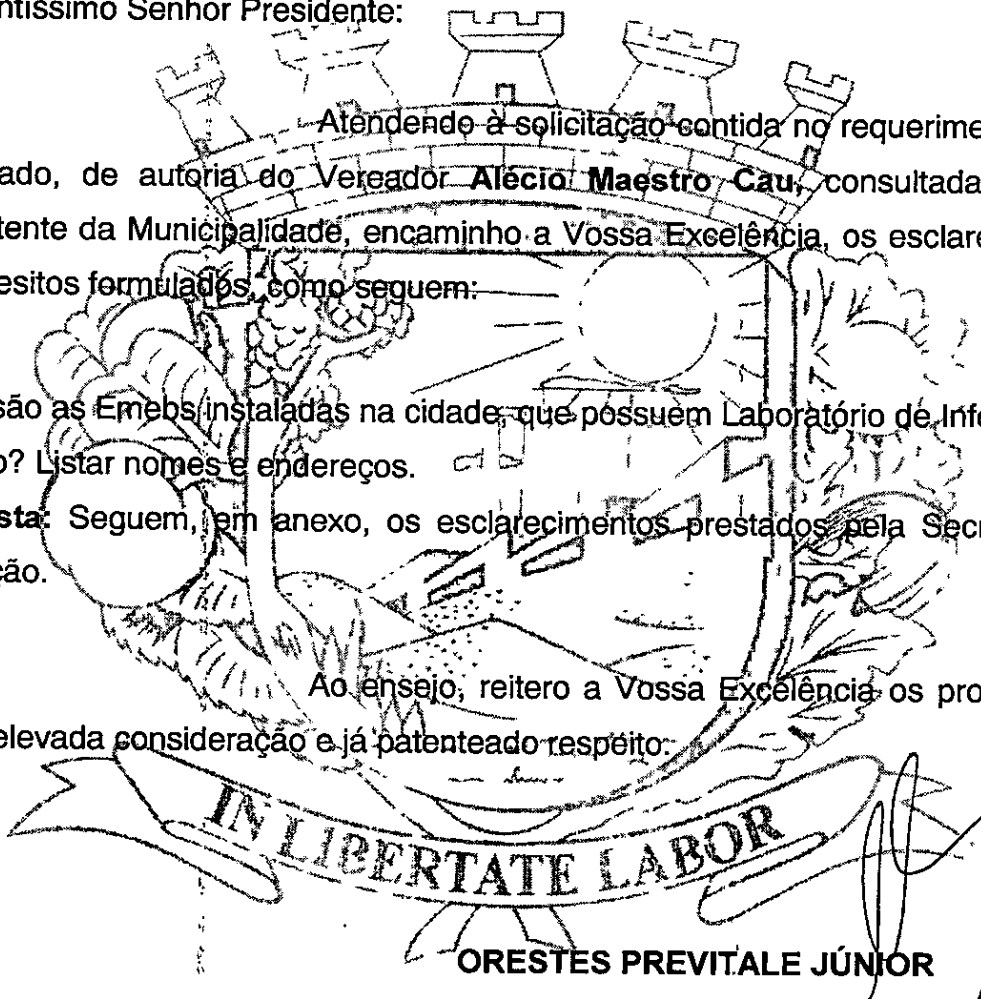 ntíssimo Senhor Presidente:
Atendendo à solicitação contida no requerime
ado, de autoria do Vereador Alécio Maestro Cau, consultada
tente da Municipalidade, encaminho a Vossa Excelência, os esclare
esitos formulados, como seguem:
são as Emebs instaladas na cidade, que possuem Laboratório de Info
o? Listar nomes e endereços.
sta: Seguem, em anexo, os esclarecimentos prestados pela Secr
ção.
Ao ensejo, reitero a Vossa Excelência os pro
elevada consideração e já patenteado respeito.
IN LIBERTATE LABOR
ORESTES PREVITALE JÚNIOR